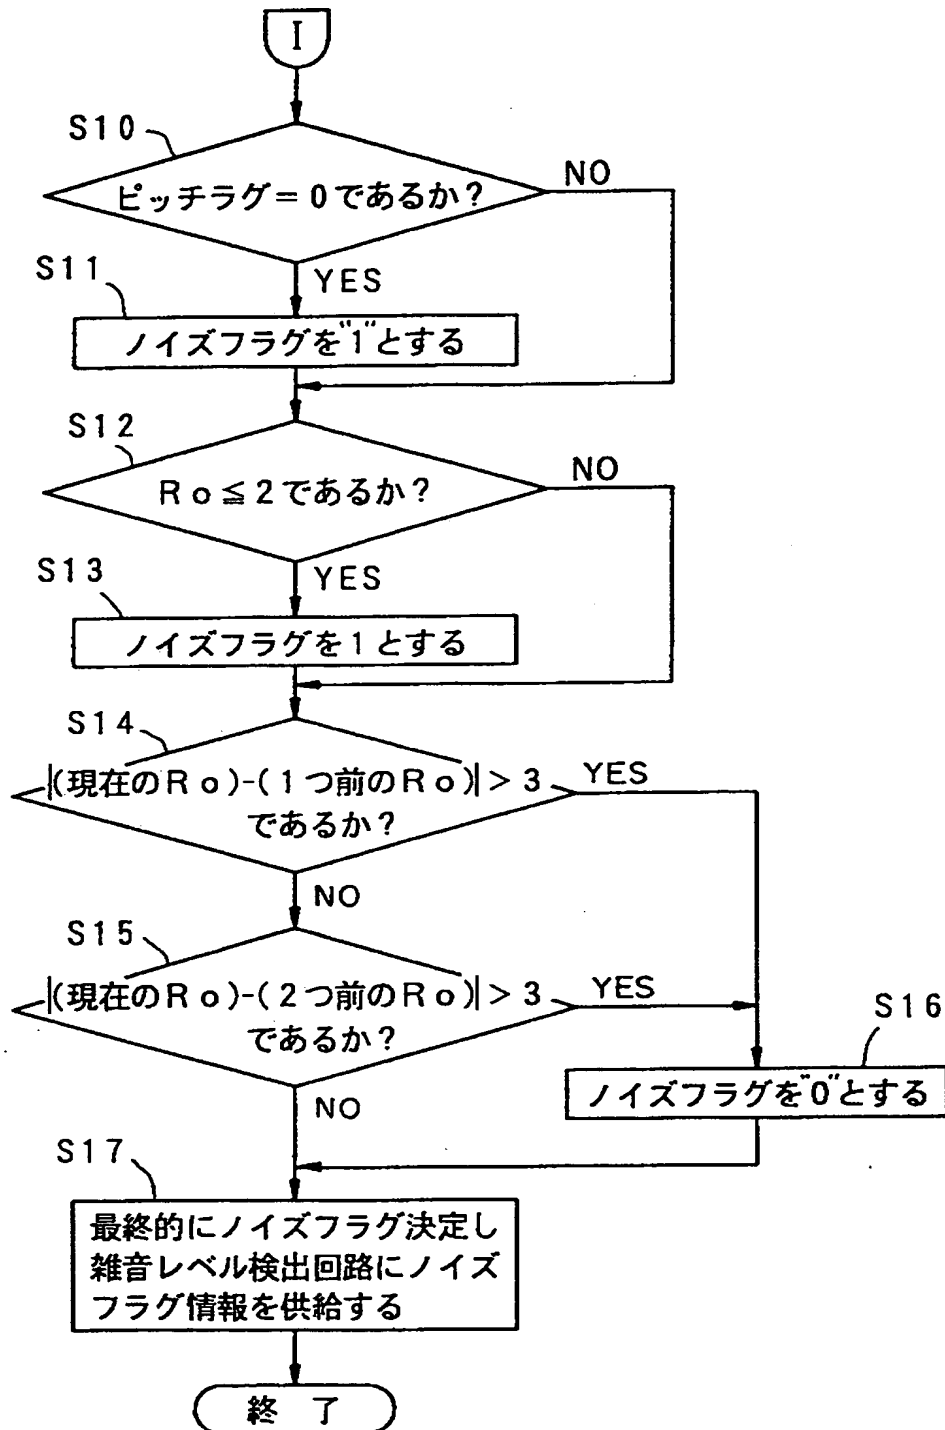 I
S10
ピッチラグ=0であるか?
NO
YES
S11
ノイズフラグを"1"とする
S12
Ro≦2であるか?
NO
YES
S13
ノイズフラグを1とする
S14
|(現在のRo)-(1つ前のRo)|>3
であるか?
YES
NO
S15
|(現在のRo)-(2つ前のRo)|>3
であるか?
YES
NO
S16
ノイズフラグを"0"とする
S17
最終的にノイズフラグ決定し
雑音レベル検出回路にノイズ
フラグ情報を供給する
終 了